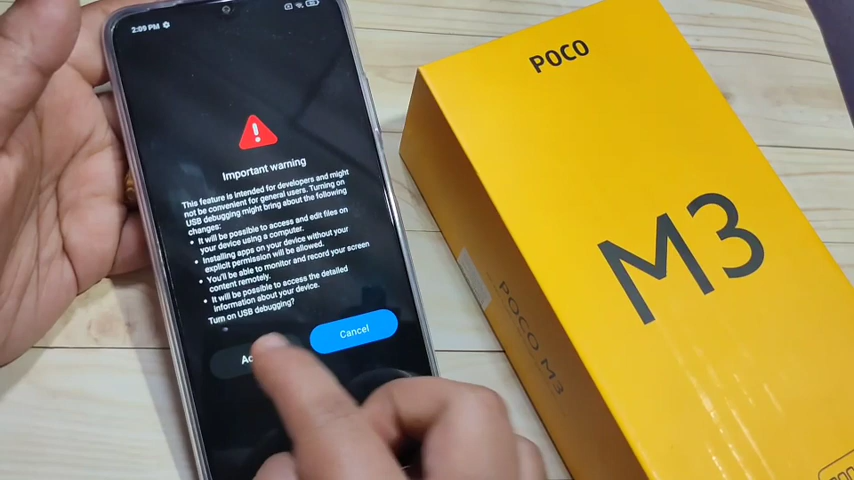 2:09 PM
Important warning
This feature is intended for developers and might
not be convenient for general users. Turning on
USB debugging might bring about the following
changes:
• It will be possible to access and edit files on
your device using a computer.
• Installing apps on your device without your
explicit permission will be allowed.
• You'll be able to monitor and record your screen
content remotely.
• It will be possible to access the detailed
information about your device.
Turn on USB debugging?
Cancel
POCO
M3
POCO M3